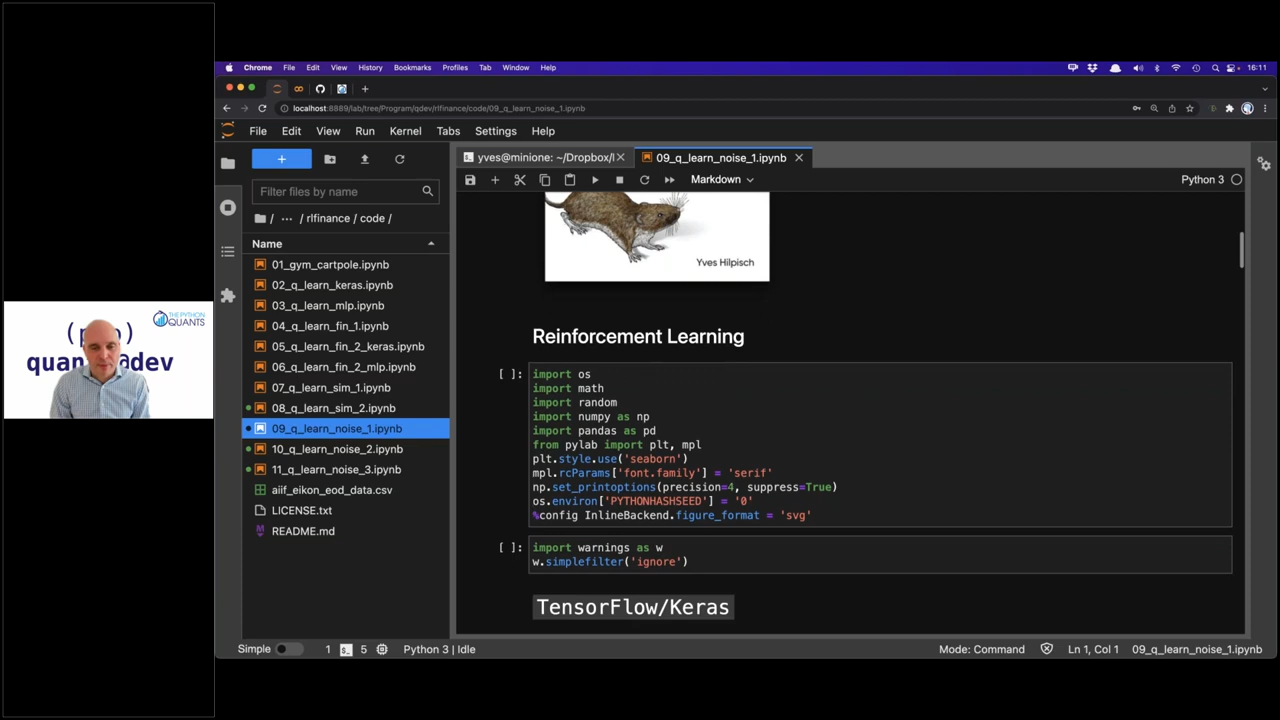 THE PYTHON
QUANTS
quan @dev
Chrome File Edit View History Bookmarks Profiles Tab Window Help 16:11
localhost:8889/lab/tree/Program/qdev/rlfinance/code/09_q_learn_noise_1.ipynb
File Edit View Run Kernel Tabs Settings Help
+
Filter files by name
/ ··· / rlfinance / code /
Name
01_gym_cartpole.ipynb
02_q_learn_keras.ipynb
03_q_learn_mlp.ipynb
04_q_learn_fin_1.ipynb
05_q_learn_fin_2_keras.ipynb
06_q_learn_fin_2_mlp.ipynb
07_q_learn_sim_1.ipynb
08_q_learn_sim_2.ipynb
09_q_learn_noise_1.ipynb
10_q_learn_noise_2.ipynb
11_q_learn_noise_3.ipynb
aiif_eikon_eod_data.csv
LICENSE.txt
README.md
yves@minione: ~/Dropbox/l
09_q_learn_noise_1.ipynb
Markdown
Python 3
Yves Hilpisch
Reinforcement Learning
[ ]: import os
import math
import random
import numpy as np
import pandas as pd
from pylab import plt, mpl
plt.style.use('seaborn')
mpl.rcParams['font.family'] = 'serif'
np.set_printoptions(precision=4, suppress=True)
os.environ['PYTHONHASHSEED'] = '0'
%config InlineBackend.figure_format = 'svg'
[ ]: import warnings as w
w.simplefilter('ignore')
TensorFlow/Keras
Simple 1 $_ 5 Python 3 | Idle Mode: Command Ln 1, Col 1 09_q_learn_noise_1.ipynb